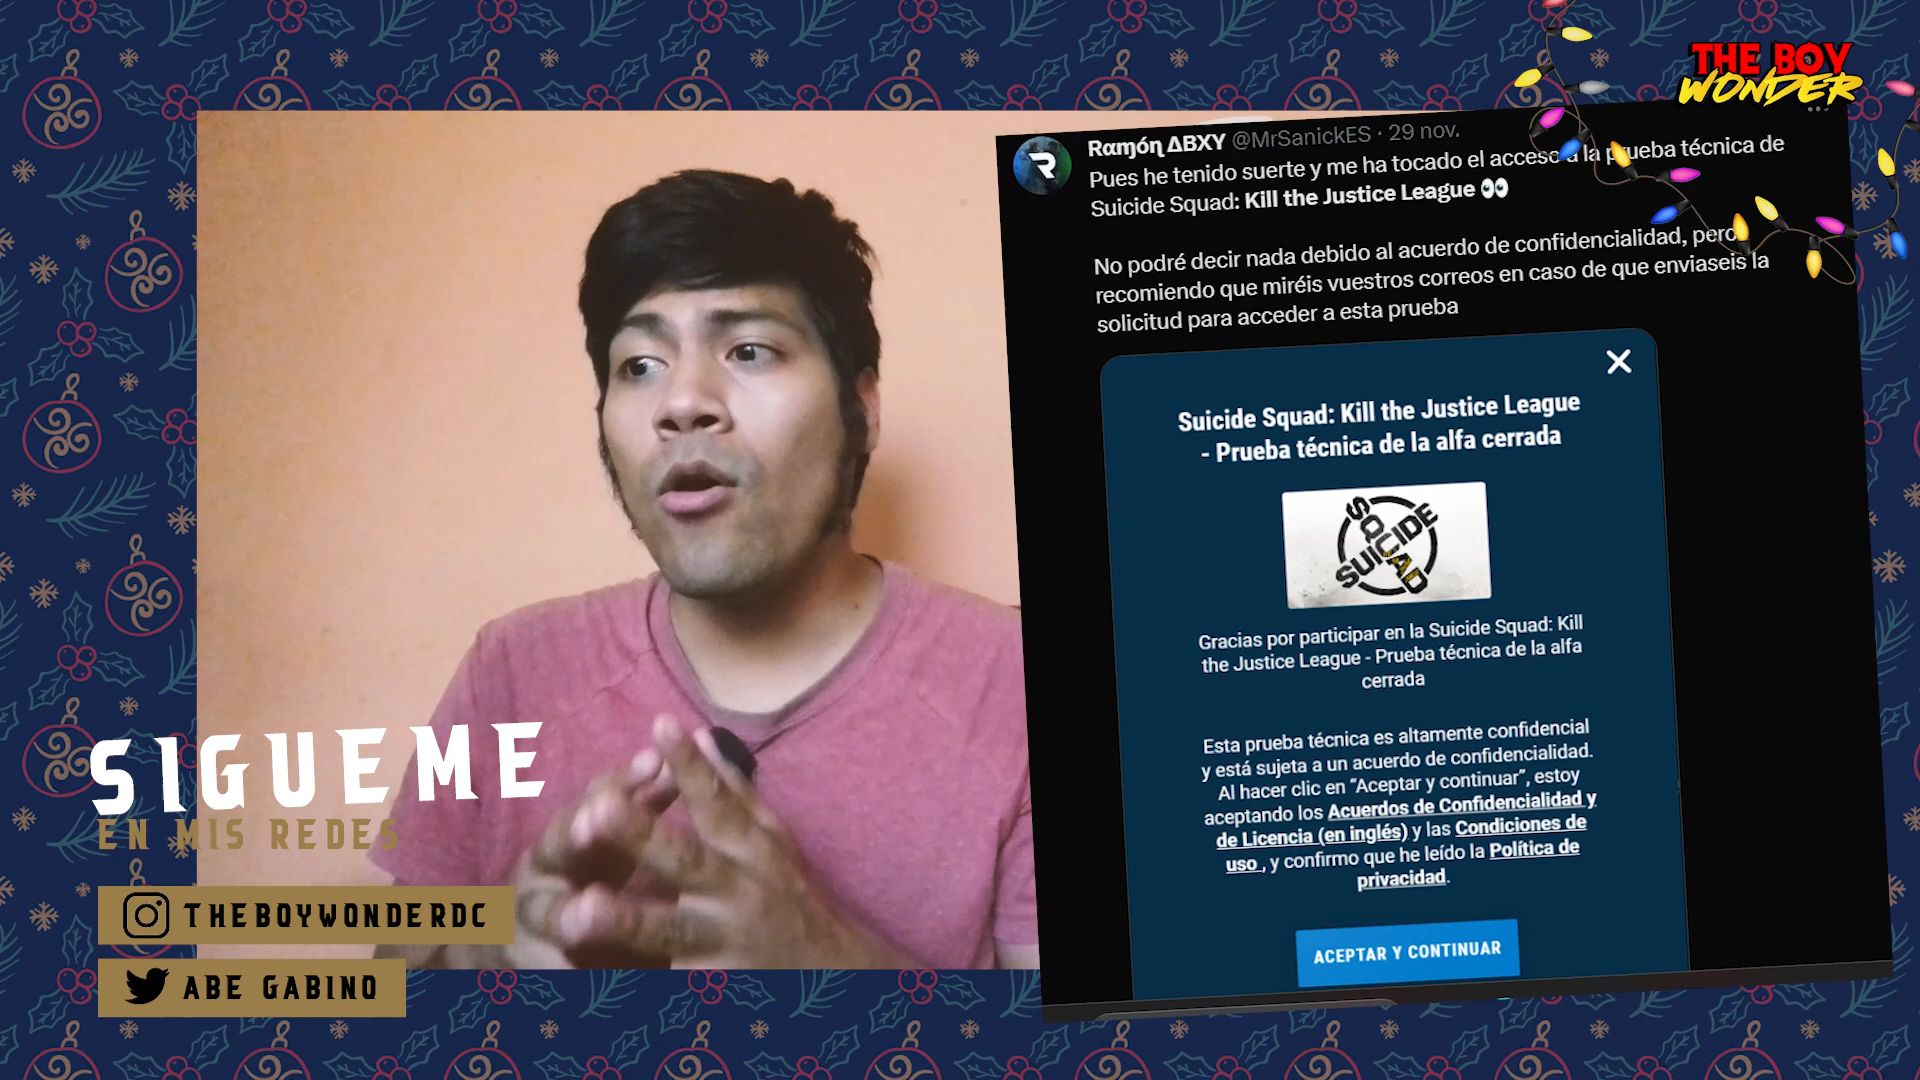 THE BOY
WONDER
Ramón ΔBXY @MrSanickES · 29 nov.
Pues he tenido suerte y me ha tocado el acceso a la prueba técnica de
Suicide Squad: Kill the Justice League 👀
No podré decir nada debido al acuerdo de confidencialidad, pero
recomiendo que miréis vuestros correos en caso de que enviaseis la
solicitud para acceder a esta prueba
Suicide Squad: Kill the Justice League
- Prueba técnica de la alfa cerrada
SUICIDE
SQUAD
Gracias por participar en la Suicide Squad: Kill
the Justice League - Prueba técnica de la alfa
cerrada
Esta prueba técnica es altamente confidencial
y está sujeta a un acuerdo de confidencialidad.
Al hacer clic en “Aceptar y continuar”, estoy
aceptando los Acuerdos de Confidencialidad y
de Licencia (en inglés) y las Condiciones de
uso , y confirmo que he leído la Política de
privacidad.
ACEPTAR Y CONTINUAR
SIGUEME
EN MIS REDES
THEBOYWONDERDC
ABE GABINO